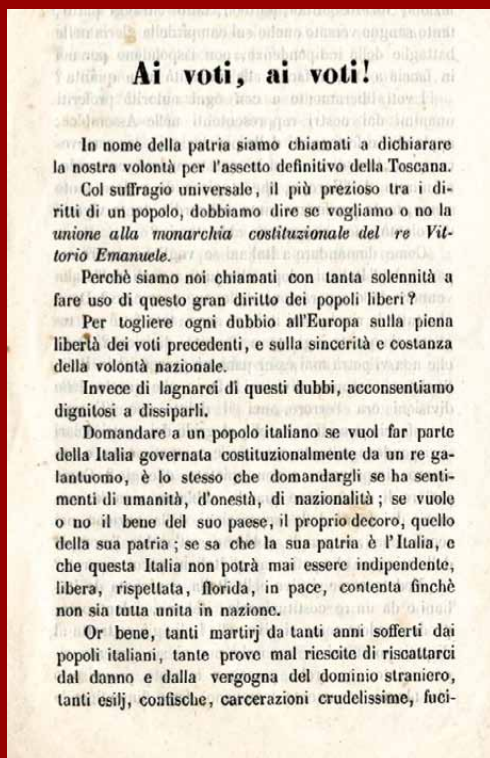 Ai voti, ai voti!
In nome della patria siamo chiamati a dichiarare
la nostra volontà per l'assetto definitivo della Toscana.
Col suffragio universale, il più prezioso tra i di-
ritti di un popolo, dobbiamo dire se vogliamo o no la
unione alla monarchia costituzionale del re Vit-
torio Emanuele.
Perchè siamo noi chiamati con tanta solennità a
fare uso di questo gran diritto dei popoli liberi?
Per togliere ogni dubbio all'Europa sulla piena
libertà dei voti precedenti, e sulla sincerità e costanza
della volontà nazionale.
Invece di lagnarci di questi dubbi, acconsentiamo
dignitosi a dissiparli.
Domandare a un popolo italiano se vuol far parte
della Italia governata costituzionalmente da un re ga-
lantuomo, è lo stesso che domandargli se ha senti-
menti di umanità, d'onestà, di nazionalità; se vuole
o no il bene del suo paese, il proprio decoro, quello
della sua patria; se sa che la sua patria è l'Italia, e
che questa Italia non potrà mai essere indipendente,
libera, rispettata, florida, in pace, contenta finchè
non sia tutta unita in nazione.
Or bene, tanti martirj da tanti anni sofferti dai
popoli italiani, tante prove mal riescite di riscattarci
dal danno e dalla vergogna del dominio straniero,
tanti esilj, confische, carcerazioni crudelissime, fuci-